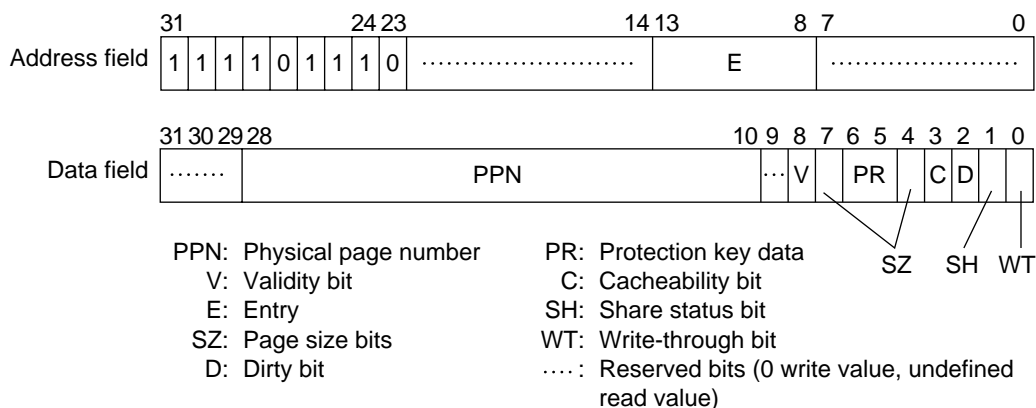 31 24 23 14 13 8 7 0
Address field 1 1 1 1 0 1 1 1 0 ························ E ······················
31 30 29 28 10 9 8 7 6 5 4 3 2 1 0
Data field ······· PPN ··· V PR C D
SZ SH WT
PPN: Physical page number
V: Validity bit
E: Entry
SZ: Page size bits
D: Dirty bit
PR: Protection key data
C: Cacheability bit
SH: Share status bit
WT: Write-through bit
····: Reserved bits (0 write value, undefined
read value)